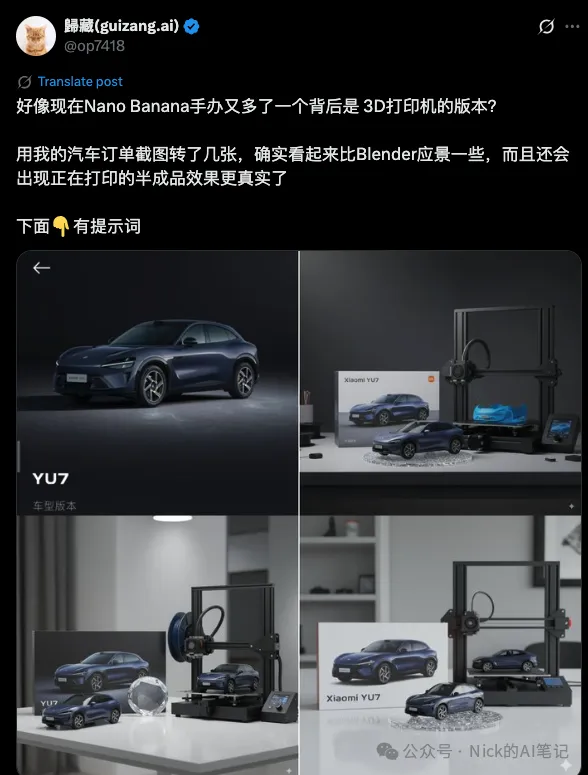 歸藏(guizang.ai)
@op7418
Translate post
好像现在Nano Banana手办又多了一个背后是 3D打印机的版本?
用我的汽车订单截图转了几张，确实看起来比Blender应景一些，而且还会
出现正在打印的半成品效果更真实了
下面👇有提示词
YU7
车型版本
Xiaomi YU7
YU7
Xiaomi YU7
公众号 · Nick的AI笔记